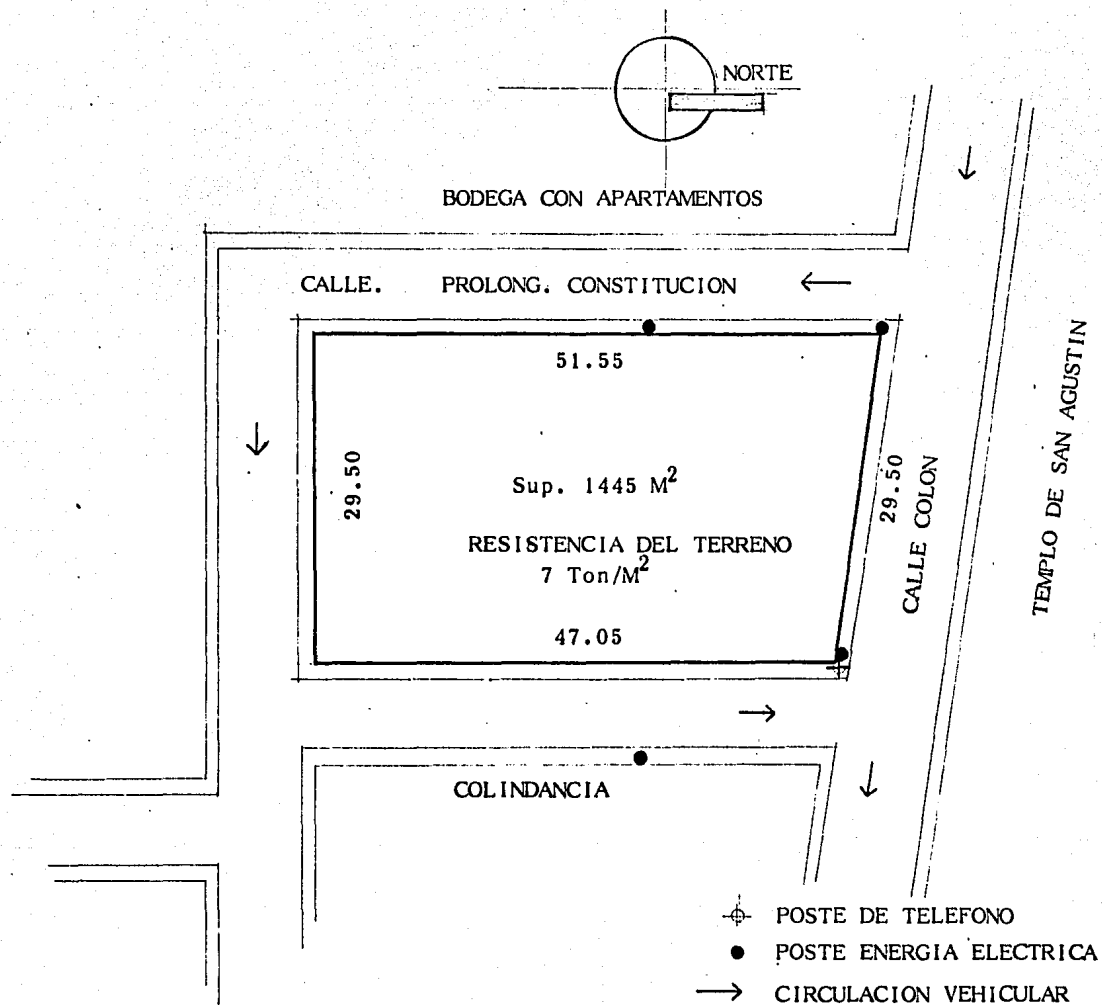 NORTE
BODEGA CON APARTAMENTOS
CALLE. PROLONG. CONSTITUCION
51.55
29.50
Sup. 1445 M²
RESISTENCIA DEL TERRENO
7 Ton/M²
47.05
29.50
CALLE COLON
TEMPLO DE SAN AGUSTIN
COLINDANCIA
POSTE DE TELEFONO
POSTE ENERGIA ELECTRICA
CIRCULACION VEHICULAR